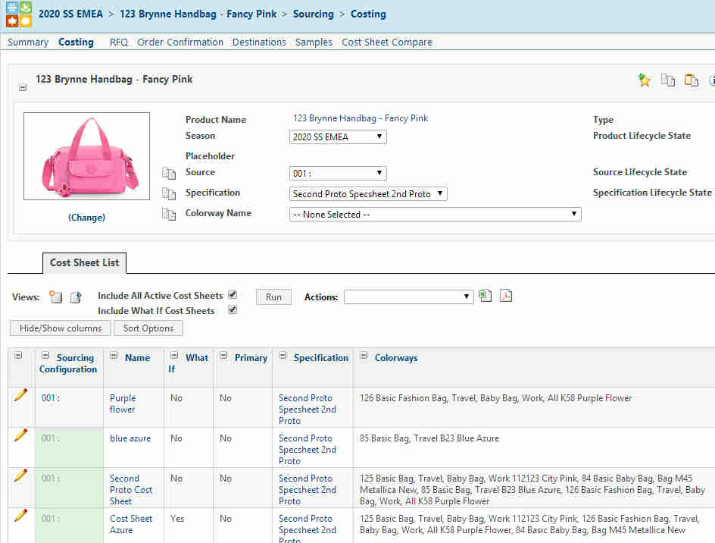 2020 SS EMEA > 123 Brynne Handbag - Fancy Pink > Sourcing > Costing
Summary Costing RFQ Order Confirmation Destinations Samples Cost Sheet Compare
123 Brynne Handbag - Fancy Pink
Product Name 123 Brynne Handbag - Fancy Pink Type
Season 2020 SS EMEA Product Lifecycle State
Placeholder
Source 001 : Source Lifecycle State
Specification Second Proto Specsheet 2nd Proto Specification Lifecycle State
Colorway Name -- None Selected --
(Change)
Cost Sheet List
Views: Include All Active Cost Sheets Run Actions:
Include What If Cost Sheets
Hide/Show columns Sort Options
Sourcing Name What Primary Specification Colorways
Configuration If
001 : Purple No No Second Proto 126 Basic Fashion Bag, Travel, Baby Bag, Work, All K58 Purple Flower
flower Specsheet 2nd
Proto
001 : blue azure No No Second Proto 85 Basic Bag, Travel B23 Blue Azure
Specsheet 2nd
Proto
001 : Second No No Second Proto 125 Basic Bag, Travel, Baby Bag, Work 112123 City Pink, 84 Basic Baby Bag, Bag M45
Proto Cost Specsheet 2nd Metallica New, 85 Basic Bag, Travel B23 Blue Azure, 126 Basic Fashion Bag, Travel, Baby
Sheet Proto Bag, Work, All K58 Purple Flower
001 : Cost Sheet Yes No Second Proto 125 Basic Bag, Travel, Baby Bag, Work 112123 City Pink, 126 Basic Fashion Bag, Travel,
Azure Specsheet 2nd Baby Bag, Work, All K58 Purple Flower, 84 Basic Baby Bag, Bag M45 Metallica New
Proto